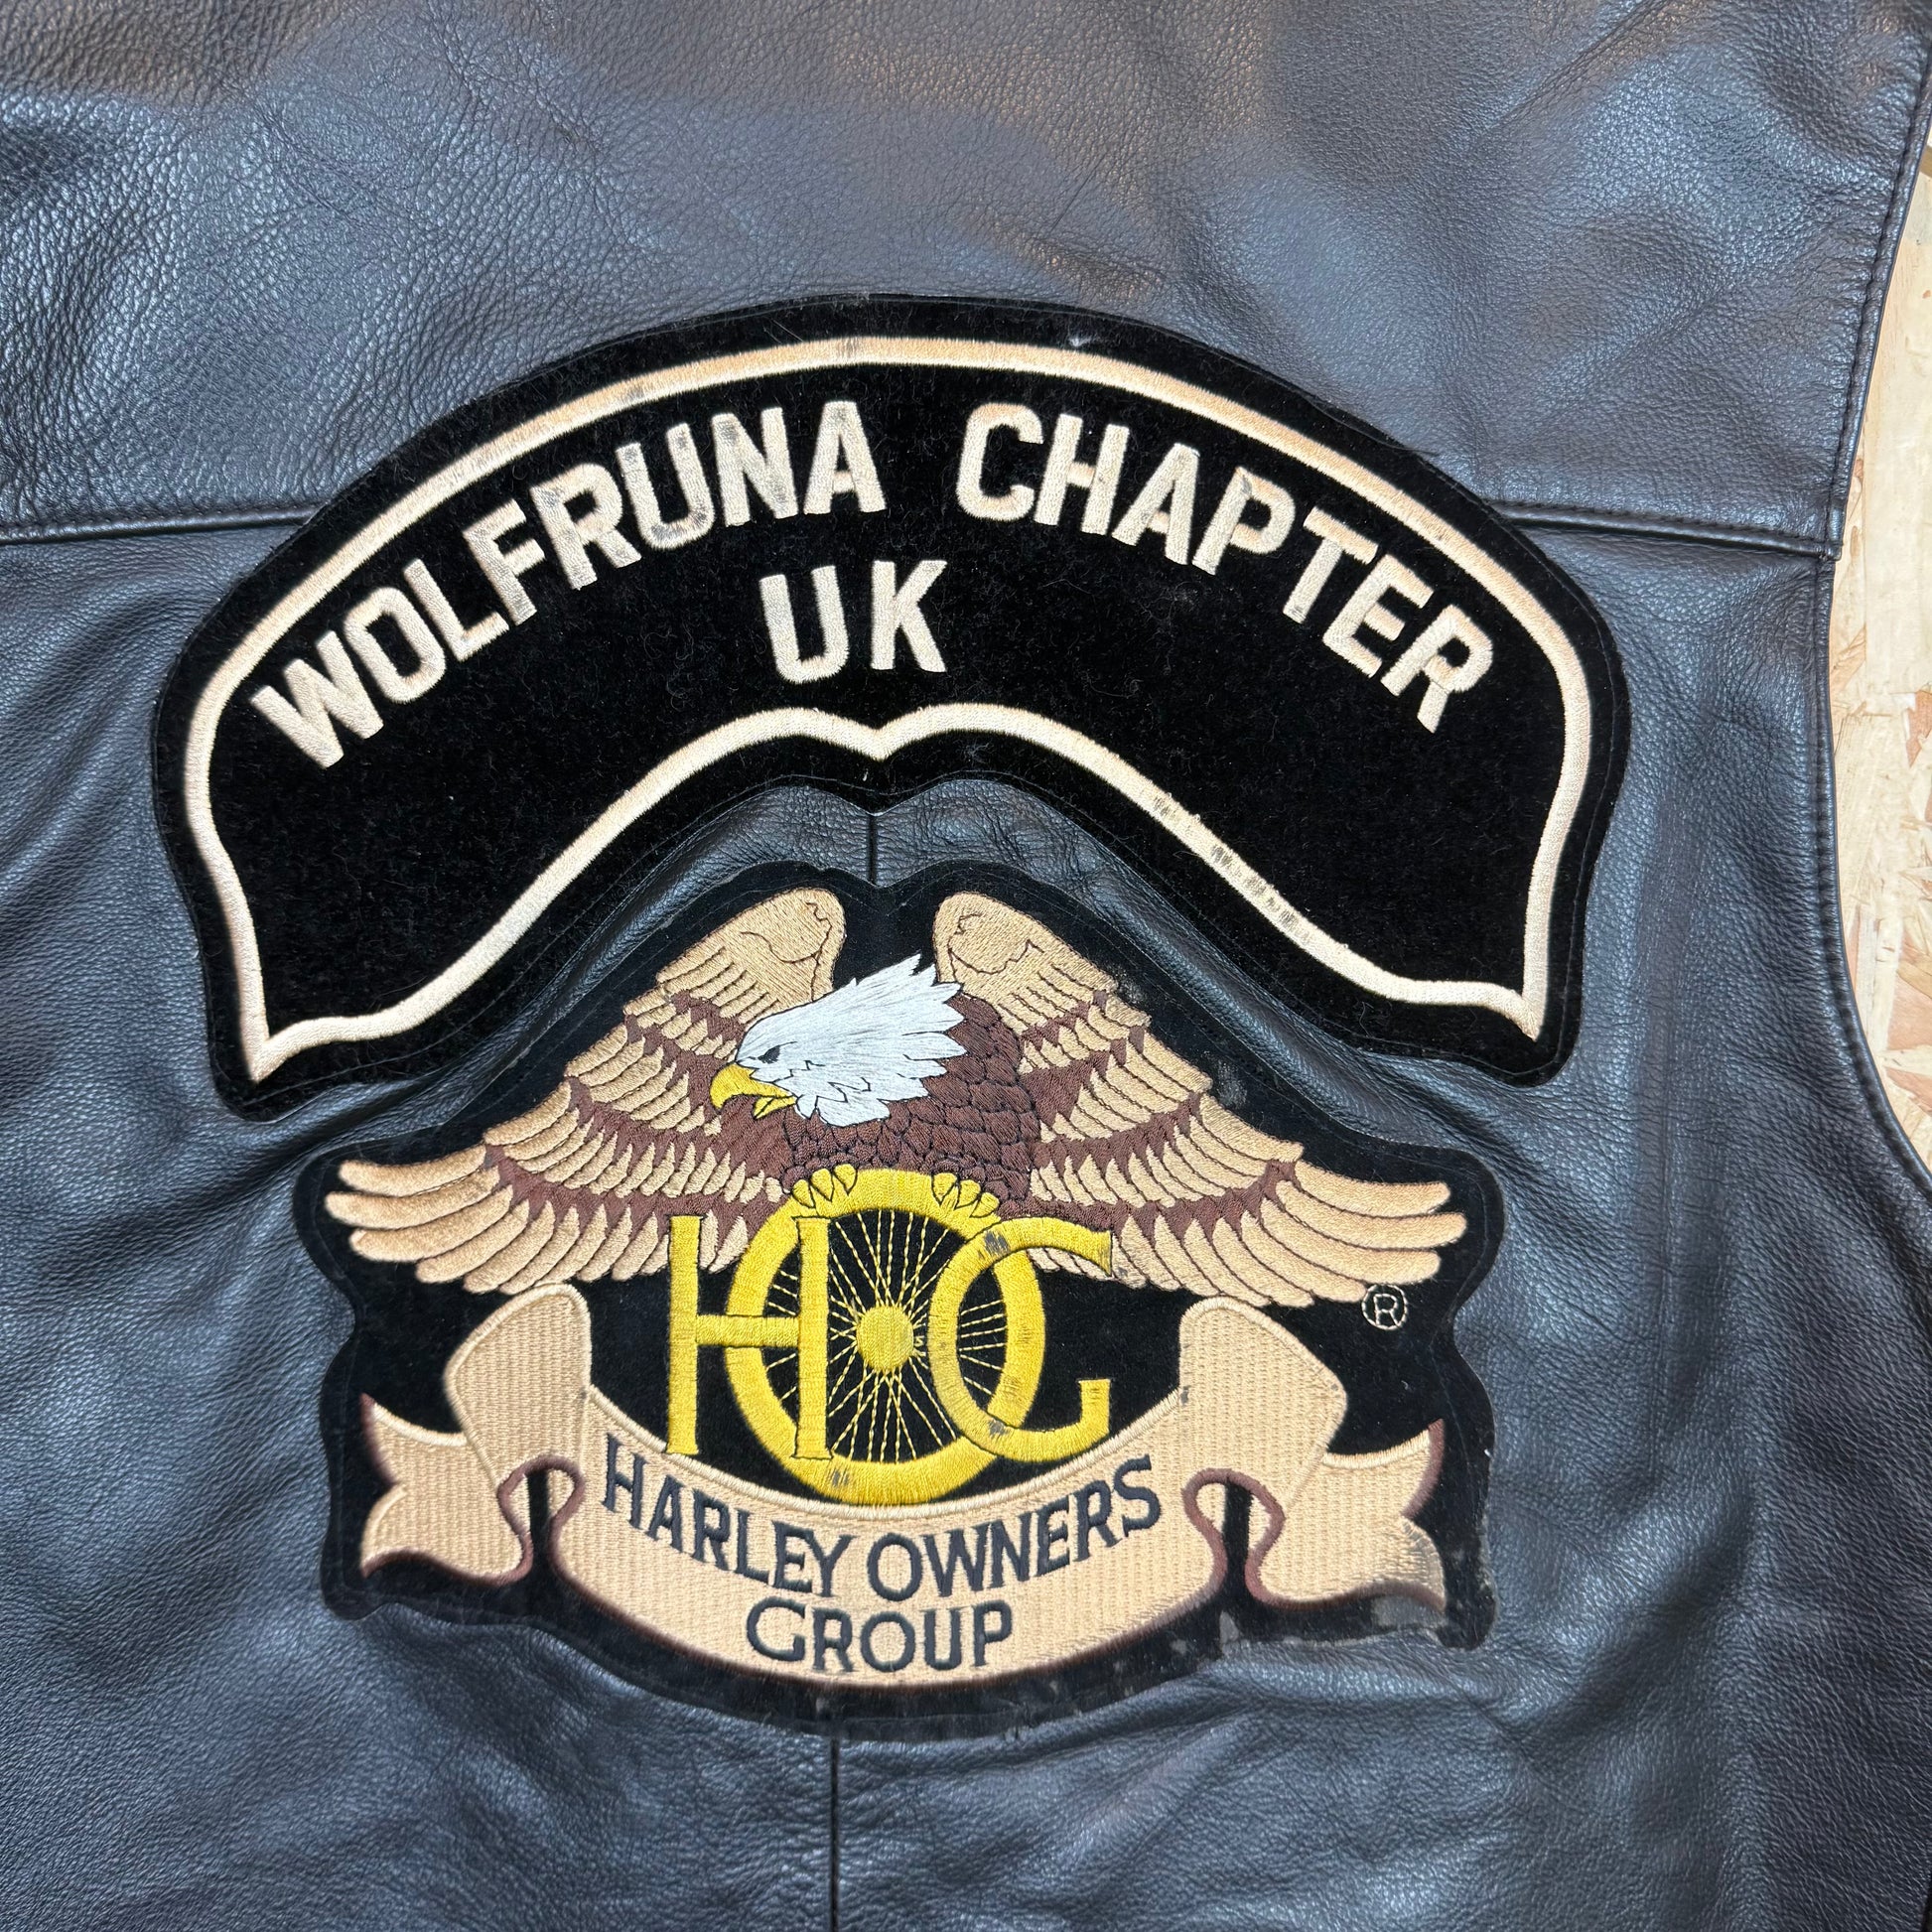 WOLFRUNA CHAPTER
UK
HOG
®
HARLEY OWNERS
GROUP